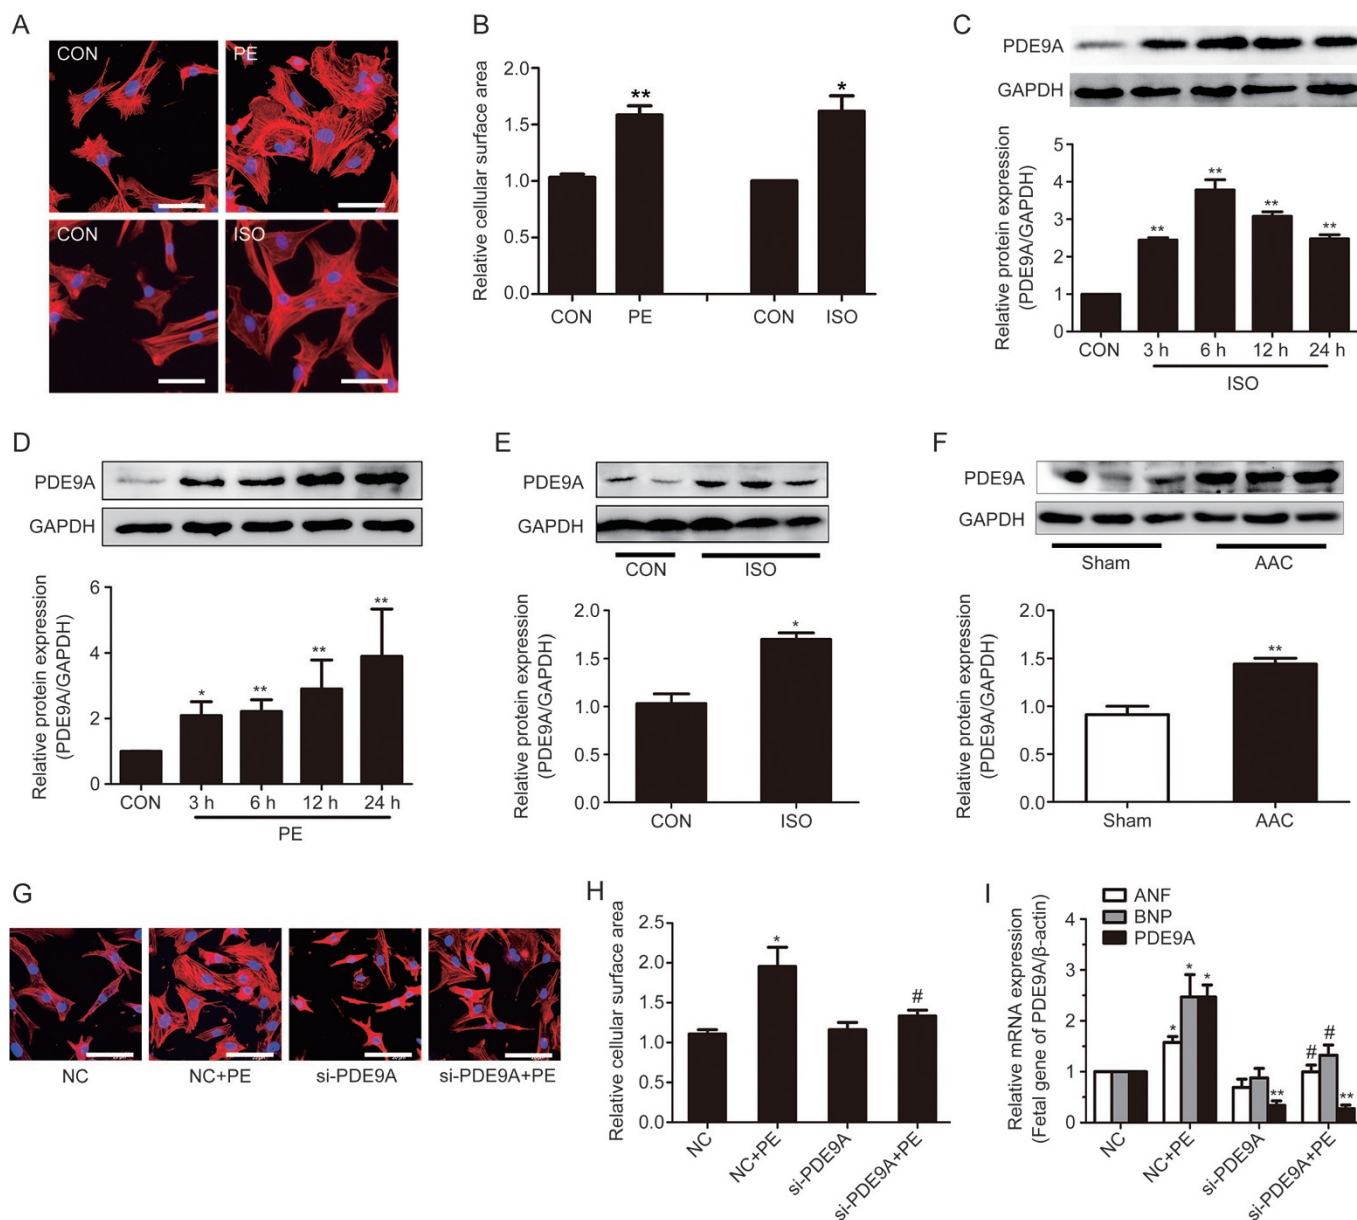 A
CON
PE
CON
ISO
B
Relative cellular surface area
2.0
1.5
1.0
0.5
0.0
**
*
CON
PE
CON
ISO
C
PDE9A
GAPDH
Relative protein expression
(PDE9A/GAPDH)
5
4
3
2
1
0
**
**
**
**
CON
3 h
6 h
12 h
24 h
ISO
D
PDE9A
GAPDH
Relative protein expression
(PDE9A/GAPDH)
6
4
2
0
*
**
**
**
CON
3 h
6 h
12 h
24 h
PE
E
PDE9A
GAPDH
CON
ISO
Relative protein expression
(PDE9A/GAPDH)
2.0
1.5
1.0
0.5
0.0
*
CON
ISO
F
PDE9A
GAPDH
Sham
AAC
Relative protein expression
(PDE9A/GAPDH)
2.0
1.5
1.0
0.5
0.0
**
Sham
AAC
G
NC
NC+PE
si-PDE9A
si-PDE9A+PE
H
Relative cellular surface area
2.5
2.0
1.5
1.0
0.5
0.0
*
#
NC
NC+PE
si-PDE9A
si-PDE9A+PE
I
ANF
BNP
PDE9A
Relative mRNA expression
(Fetal gene of PDE9A/β-actin)
4
3
2
1
0
*
*
*
**
#
#
**
NC
NC+PE
si-PDE9A
si-PDE9A+PE